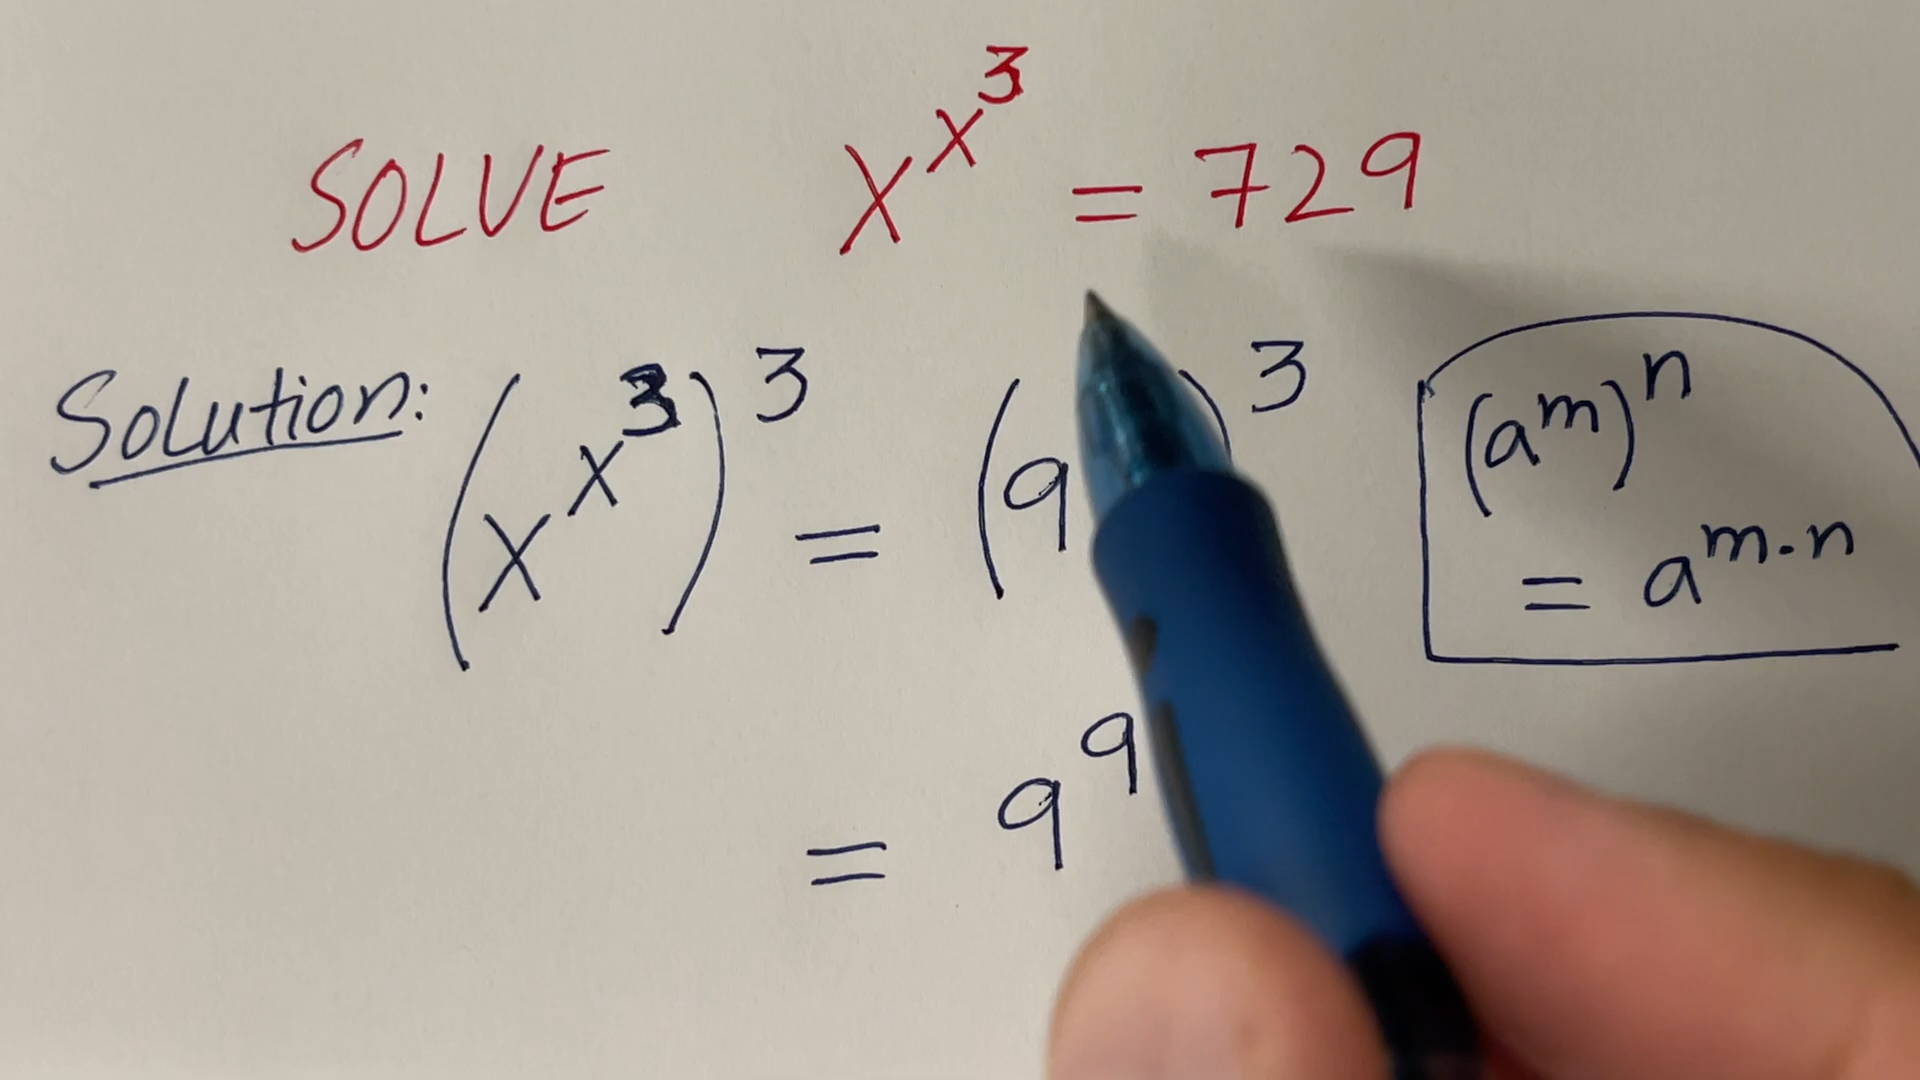 SOLVE x^x^3 = 729
Solution: (x^x^3)^3 = (9 )^3
(a^m)^n
= a^m·n
= 9^9